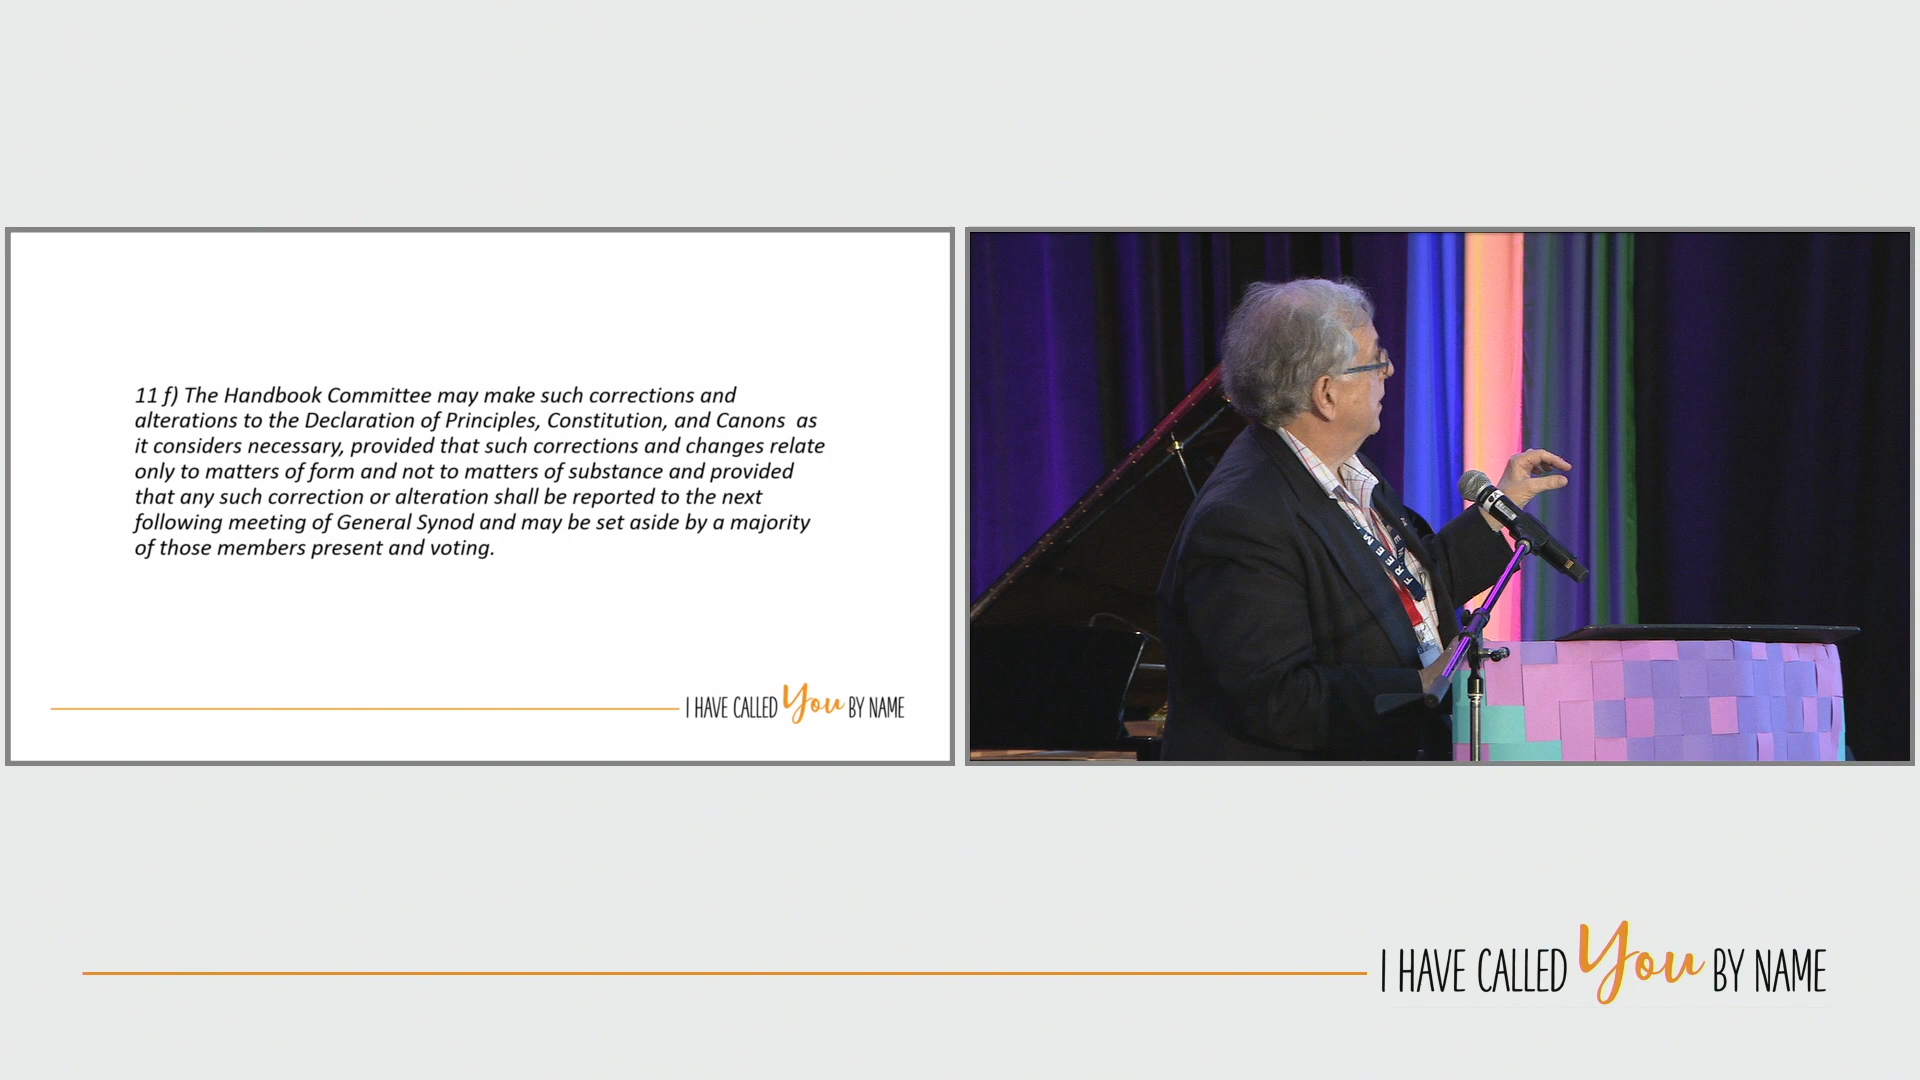 11 f) The Handbook Committee may make such corrections and
alterations to the Declaration of Principles, Constitution, and Canons as
it considers necessary, provided that such corrections and changes relate
only to matters of form and not to matters of substance and provided
that any such correction or alteration shall be reported to the next
following meeting of General Synod and may be set aside by a majority
of those members present and voting.
I HAVE CALLED You BY NAME
I HAVE CALLED You BY NAME